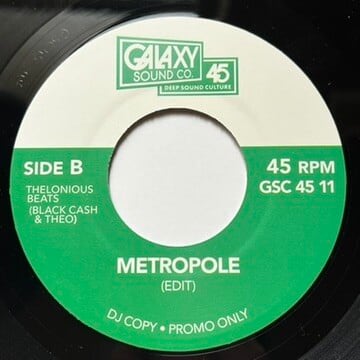 GALAXY
SOUND CO. 45
DEEP SOUND CULTURE
SIDE B
THELONIOUS
BEATS
(BLACK CASH
& THEO)
45 RPM
GSC 45 11
METROPOLE
(EDIT)
DJ COPY • PROMO ONLY